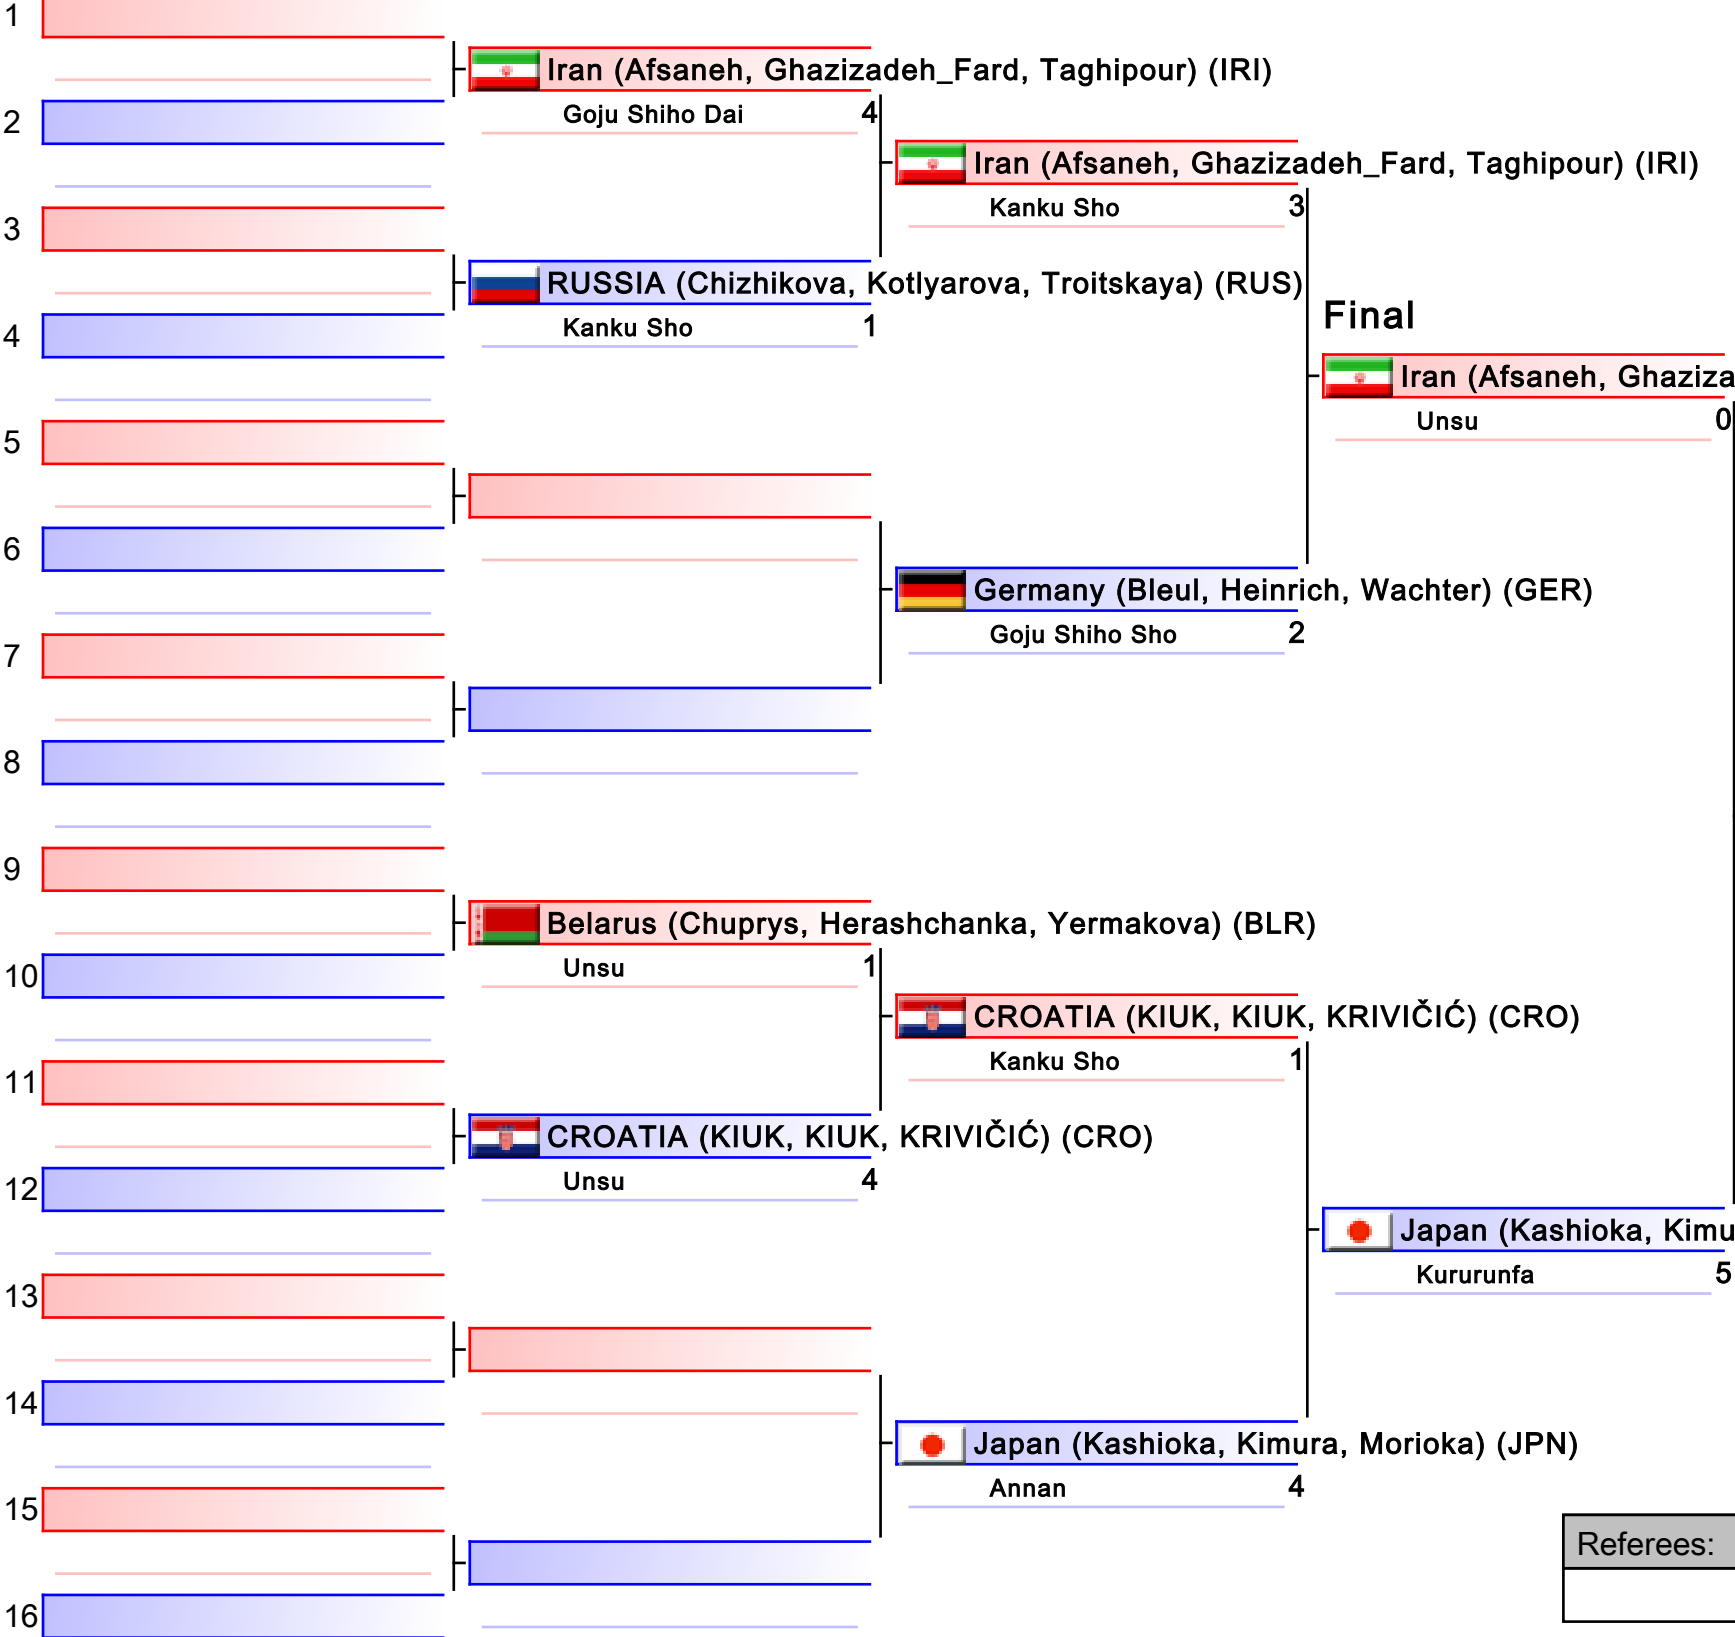 1
Iran (Afsaneh, Ghazizadeh_Fard, Taghipour) (IRI)
Goju Shiho Dai 4
2
Iran (Afsaneh, Ghazizadeh_Fard, Taghipour) (IRI)
Kanku Sho 3
3
RUSSIA (Chizhikova, Kotlyarova, Troitskaya) (RUS)
Kanku Sho 1
4
Final
Iran (Afsaneh, Ghaziza
Unsu 0
5
6
Germany (Bleul, Heinrich, Wachter) (GER)
Goju Shiho Sho 2
7
8
9
Belarus (Chuprys, Herashchanka, Yermakova) (BLR)
Unsu 1
10
CROATIA (KIUK, KIUK, KRIVIČIĆ) (CRO)
Kanku Sho 1
11
CROATIA (KIUK, KIUK, KRIVIČIĆ) (CRO)
Unsu 4
12
Japan (Kashioka, Kimu
Kururunfa 5
13
14
Japan (Kashioka, Kimura, Morioka) (JPN)
Annan 4
15
Referees:
16